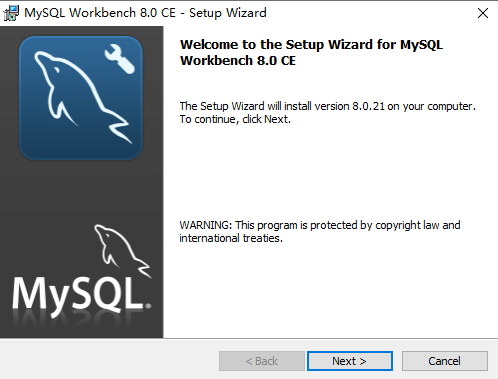 MySQL Workbench 8.0 CE - Setup Wizard
Welcome to the Setup Wizard for MySQL
Workbench 8.0 CE
The Setup Wizard will install version 8.0.21 on your computer.
To continue, click Next.
WARNING: This program is protected by copyright law and
international treaties.
MySQL®
< Back
Next >
Cancel